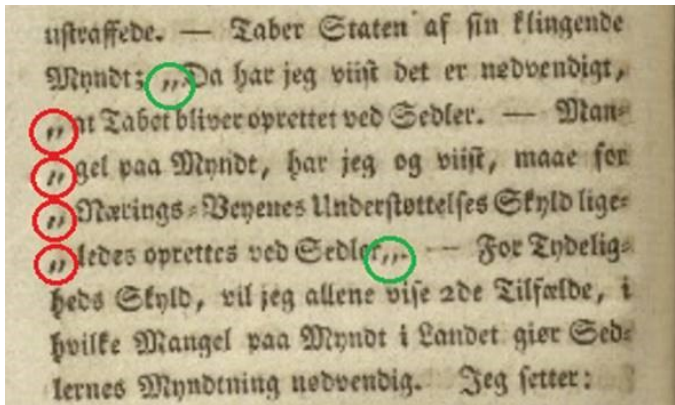 ustraffede. — Taber Staten af sin klingende
Myndt; „Da har jeg viist det er nødvendigt,
„at Tabet bliver oprettet ved Sedler. — Man-
„gel paa Myndt, har jeg og viist, maae for
„Nærings-Veyenes Understøttelses Skyld lige-
„ledes oprettes ved Sedler„. — For Tydelig-
heds Skyld, vil jeg allene vise 2de Tilfælde, i
hvilke Mangel paa Myndt i Landet giør Sed-
lernes Myndtning nødvendig. Jeg setter: